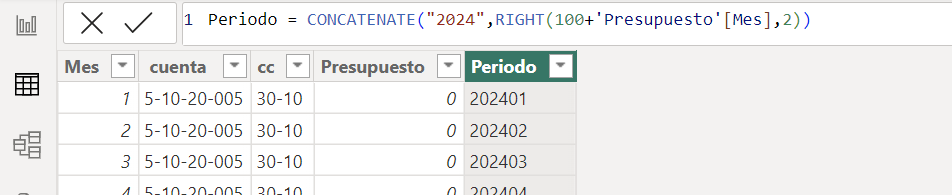 1 Periodo = CONCATENATE("2024",RIGHT(100+'Presupuesto'[Mes],2))
Mes cuenta cc Presupuesto Periodo
1 5-10-20-005 30-10 0 202401
2 5-10-20-005 30-10 0 202402
3 5-10-20-005 30-10 0 202403
4 5-10-20-005 30-10 0 202404